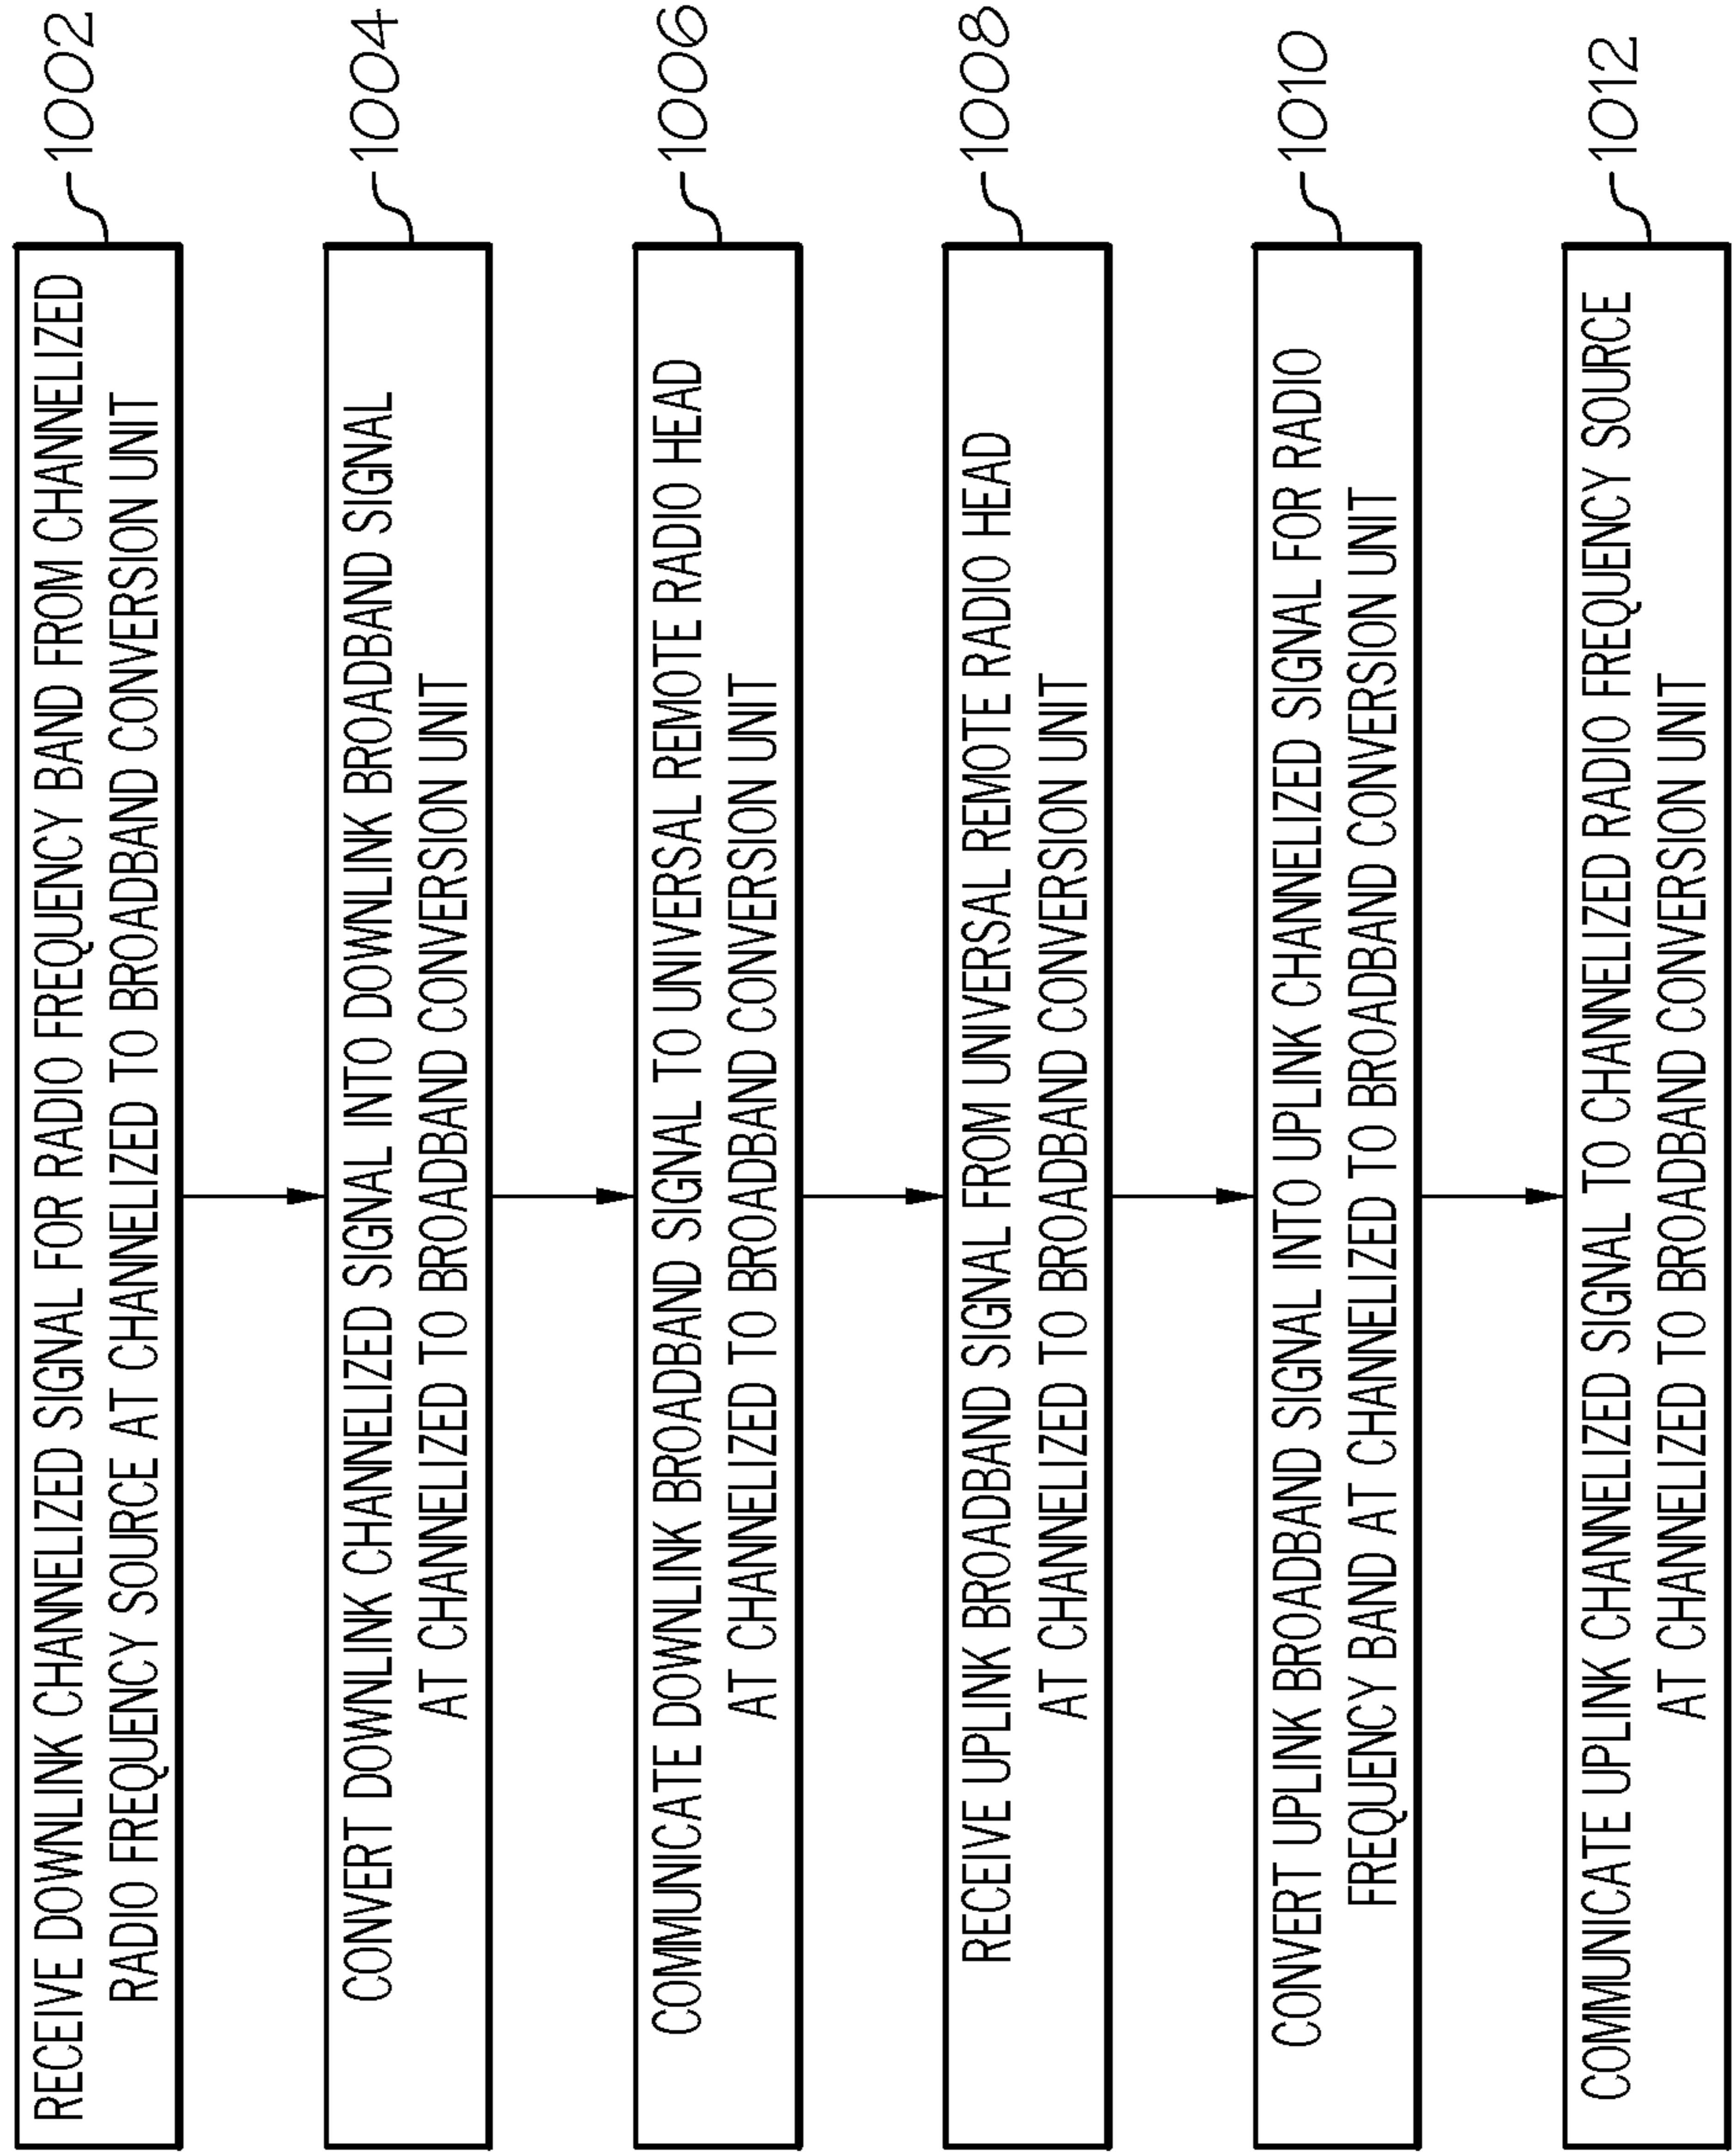 RECEIVE DOWNLINK CHANNELIZED SIGNAL FOR RADIO FREQUENCY BAND FROM CHANNELIZED
RADIO FREQUENCY SOURCE AT CHANNELIZED TO BROADBAND CONVERSION UNIT
1002
CONVERT DOWNLINK CHANNELIZED SIGNAL INTO DOWNLINK BROADBAND SIGNAL
AT CHANNELIZED TO BROADBAND CONVERSION UNIT
1004
COMMUNICATE DOWNLINK BROADBAND SIGNAL TO UNIVERSAL REMOTE RADIO HEAD
AT CHANNELIZED TO BROADBAND CONVERSION UNIT
1006
RECEIVE UPLINK BROADBAND SIGNAL FROM UNIVERSAL REMOTE RADIO HEAD
AT CHANNELIZED TO BROADBAND CONVERSION UNIT
1008
CONVERT UPLINK BROADBAND SIGNAL INTO UPLINK CHANNELIZED SIGNAL FOR RADIO
FREQUENCY BAND AT CHANNELIZED TO BROADBAND CONVERSION UNIT
1010
COMMUNICATE UPLINK CHANNELIZED SIGNAL TO CHANNELIZED RADIO FREQUENCY SOURCE
AT CHANNELIZED TO BROADBAND CONVERSION UNIT
1012